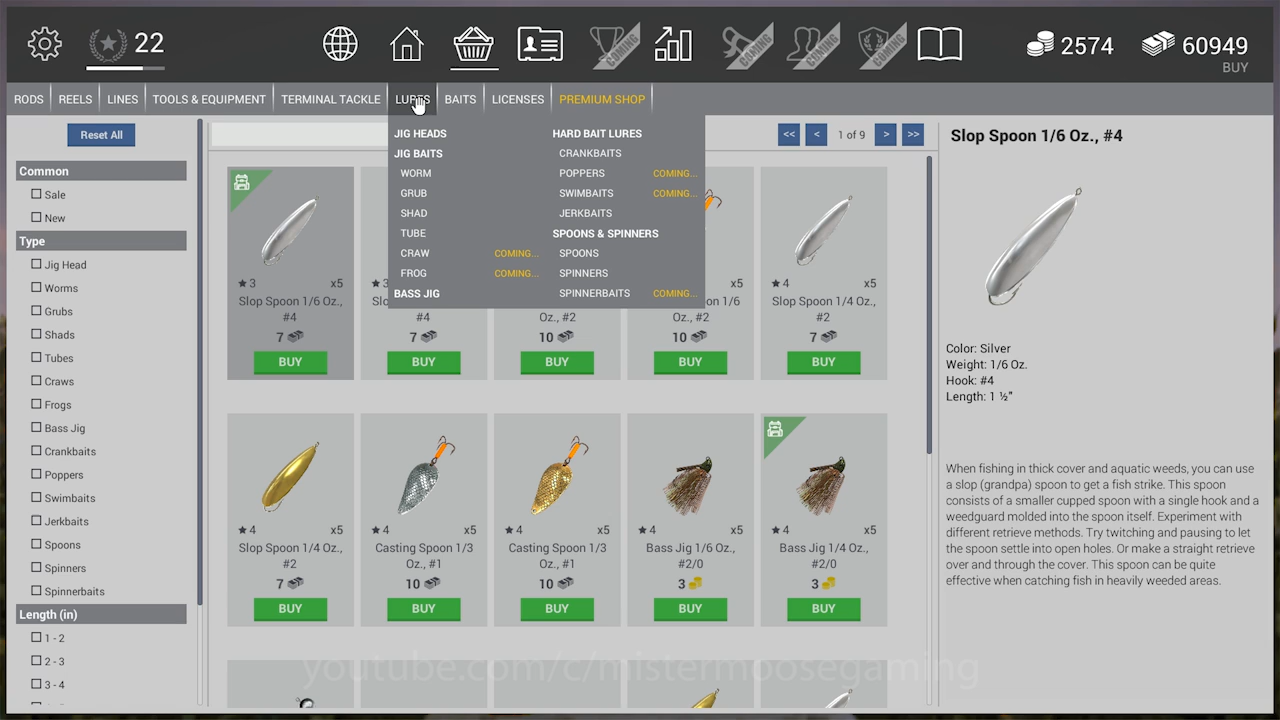 22
COMING
COMING
COMING
COMING
2574
60949
BUY
RODS
REELS
LINES
TOOLS & EQUIPMENT
TERMINAL TACKLE
LURES
BAITS
LICENSES
PREMIUM SHOP
Reset All
Common
Sale
New
Type
Jig Head
Worms
Grubs
Shads
Tubes
Craws
Frogs
Bass Jig
Crankbaits
Poppers
Swimbaits
Jerkbaits
Spoons
Spinners
Spinnerbaits
Length (in)
1 - 2
2 - 3
3 - 4
JIG HEADS
JIG BAITS
WORM
GRUB
SHAD
TUBE
CRAW COMING...
FROG COMING...
BASS JIG
HARD BAIT LURES
CRANKBAITS
POPPERS COMING...
SWIMBAITS COMING...
JERKBAITS
SPOONS & SPINNERS
SPOONS
SPINNERS
SPINNERBAITS COMING...
<< < 1 of 9 > >>
3 x5
Slop Spoon 1/6 Oz.,
#4
7
BUY
3
Slo
#4
7
BUY
Oz., #2
10
BUY
1/6
Oz., #2
10
BUY
4 x5
Slop Spoon 1/4 Oz.,
#2
7
BUY
4 x5
Slop Spoon 1/4 Oz.,
#2
7
BUY
4 x5
Casting Spoon 1/3
Oz., #1
10
BUY
4 x5
Casting Spoon 1/3
Oz., #1
10
BUY
4 x5
Bass Jig 1/6 Oz.,
#2/0
3
BUY
4 x5
Bass Jig 1/4 Oz.,
#2/0
3
BUY
Slop Spoon 1/6 Oz., #4
Color: Silver
Weight: 1/6 Oz.
Hook: #4
Length: 1 ½"
When fishing in thick cover and aquatic weeds, you can use
a slop (grandpa) spoon to get a fish strike. This spoon
consists of a smaller cupped spoon with a single hook and a
weedguard molded into the spoon itself. Experiment with
different retrieve methods. Try twitching and pausing to let
the spoon settle into open holes. Or make a straight retrieve
over and through the cover. This spoon can be quite
effective when catching fish in heavily weeded areas.
youtube.com/c/mistermoosegaming